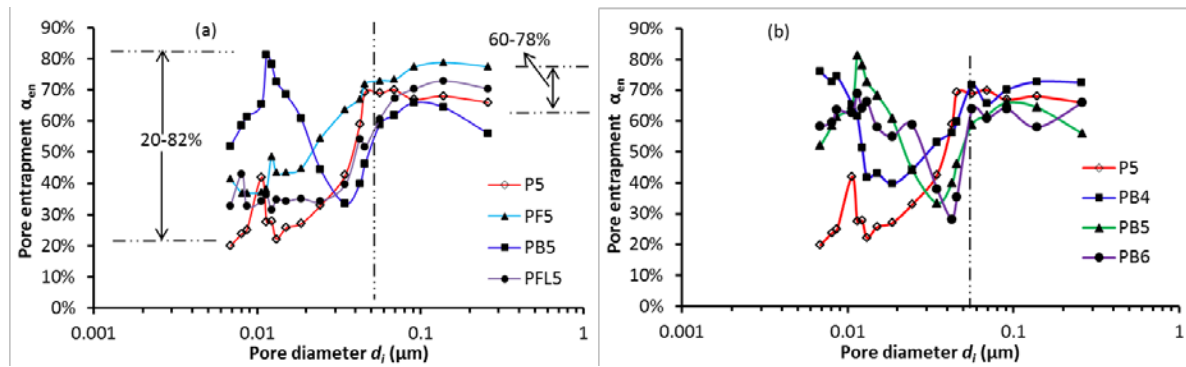 (a)
60-78%
20-82%
90%
80%
70%
60%
50%
40%
30%
20%
10%
0%
Pore entrapment αen
0.001 0.01 0.1 1
Pore diameter di (μm)
P5
PF5
PB5
PFL5
(b)
90%
80%
70%
60%
50%
40%
30%
20%
10%
0%
Pore entrapment αen
0.001 0.01 0.1 1
Pore diameter di (μm)
P5
PB4
PB5
PB6